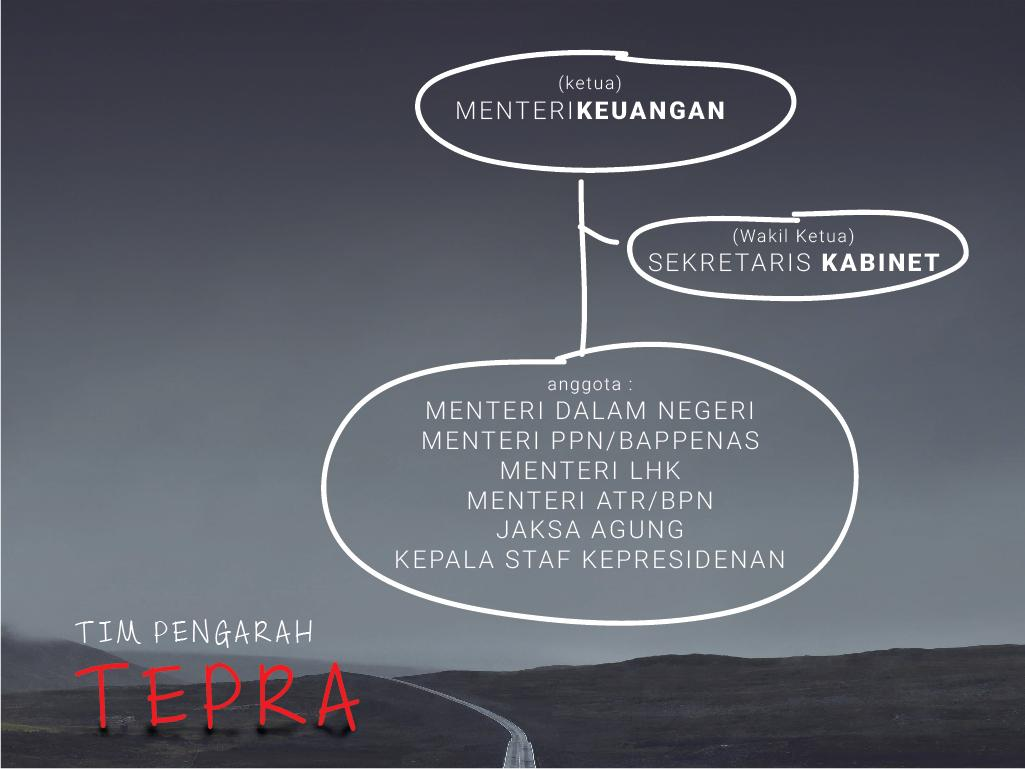 (ketua)
MENTERIKEUANGAN
(Wakil Ketua)
SEKRETARIS KABINET
anggota :
MENTERI DALAM NEGERI
MENTERI PPN/BAPPENAS
MENTERI LHK
MENTERI ATR/BPN
JAKSA AGUNG
KEPALA STAF KEPRESIDENAN
TIM PENGARAH
TEPRA